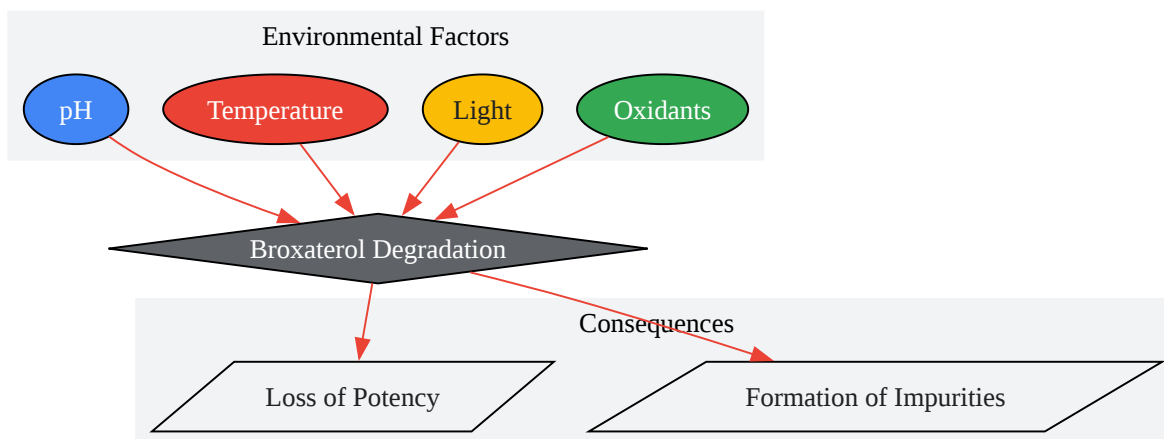 Environmental Factors
pH
Temperature
Light
Oxidants
Broxaterol Degradation
Consequences
Loss of Potency
Formation of Impurities